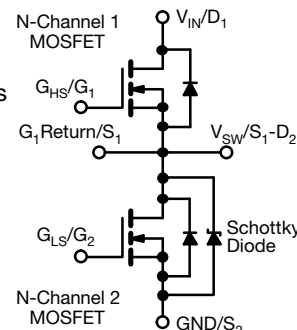 N-Channel 1
MOSFET
V_IN/D_1
s
G_HS/G_1
G_1Return/S_1
V_SW/S_1-D_2
Schottky
Diode
G_LS/G_2
N-Channel 2
MOSFET
GND/S_2